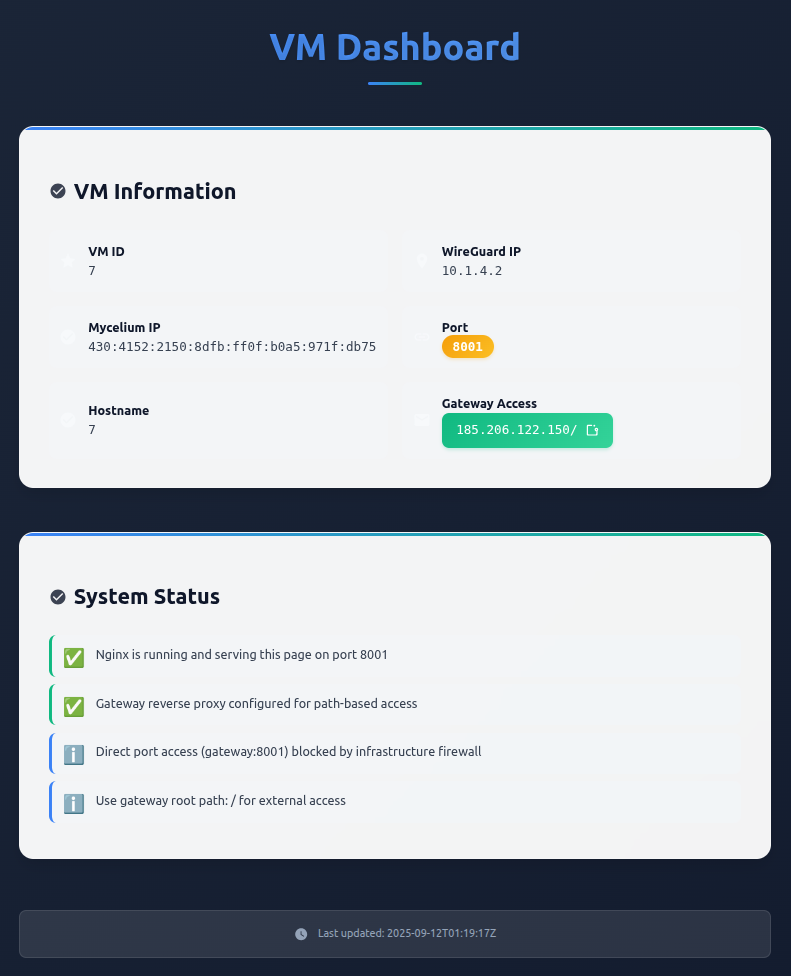 VM Dashboard
VM Information
VM ID
7
WireGuard IP
10.1.4.2
Mycelium IP
430:4152:2150:8dfb:ff0f:b0a5:971f:db75
Port
8001
Hostname
7
Gateway Access
185.206.122.150/
System Status
Nginx is running and serving this page on port 8001
Gateway reverse proxy configured for path-based access
Direct port access (gateway:8001) blocked by infrastructure firewall
Use gateway root path: / for external access
Last updated: 2025-09-12T01:19:17Z